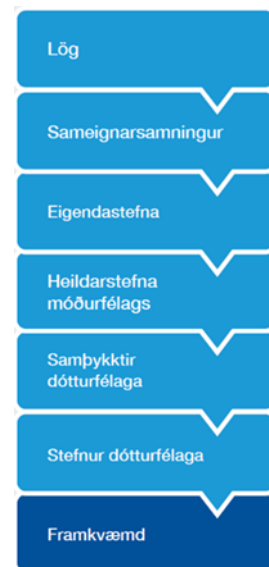 Lög
Sameignarsamningur
Eigendastefna
Heildarstefna
móðurfélags
Samþykktir
dótturfélaga
Stefnur dótturfélaga
Framkvæmd